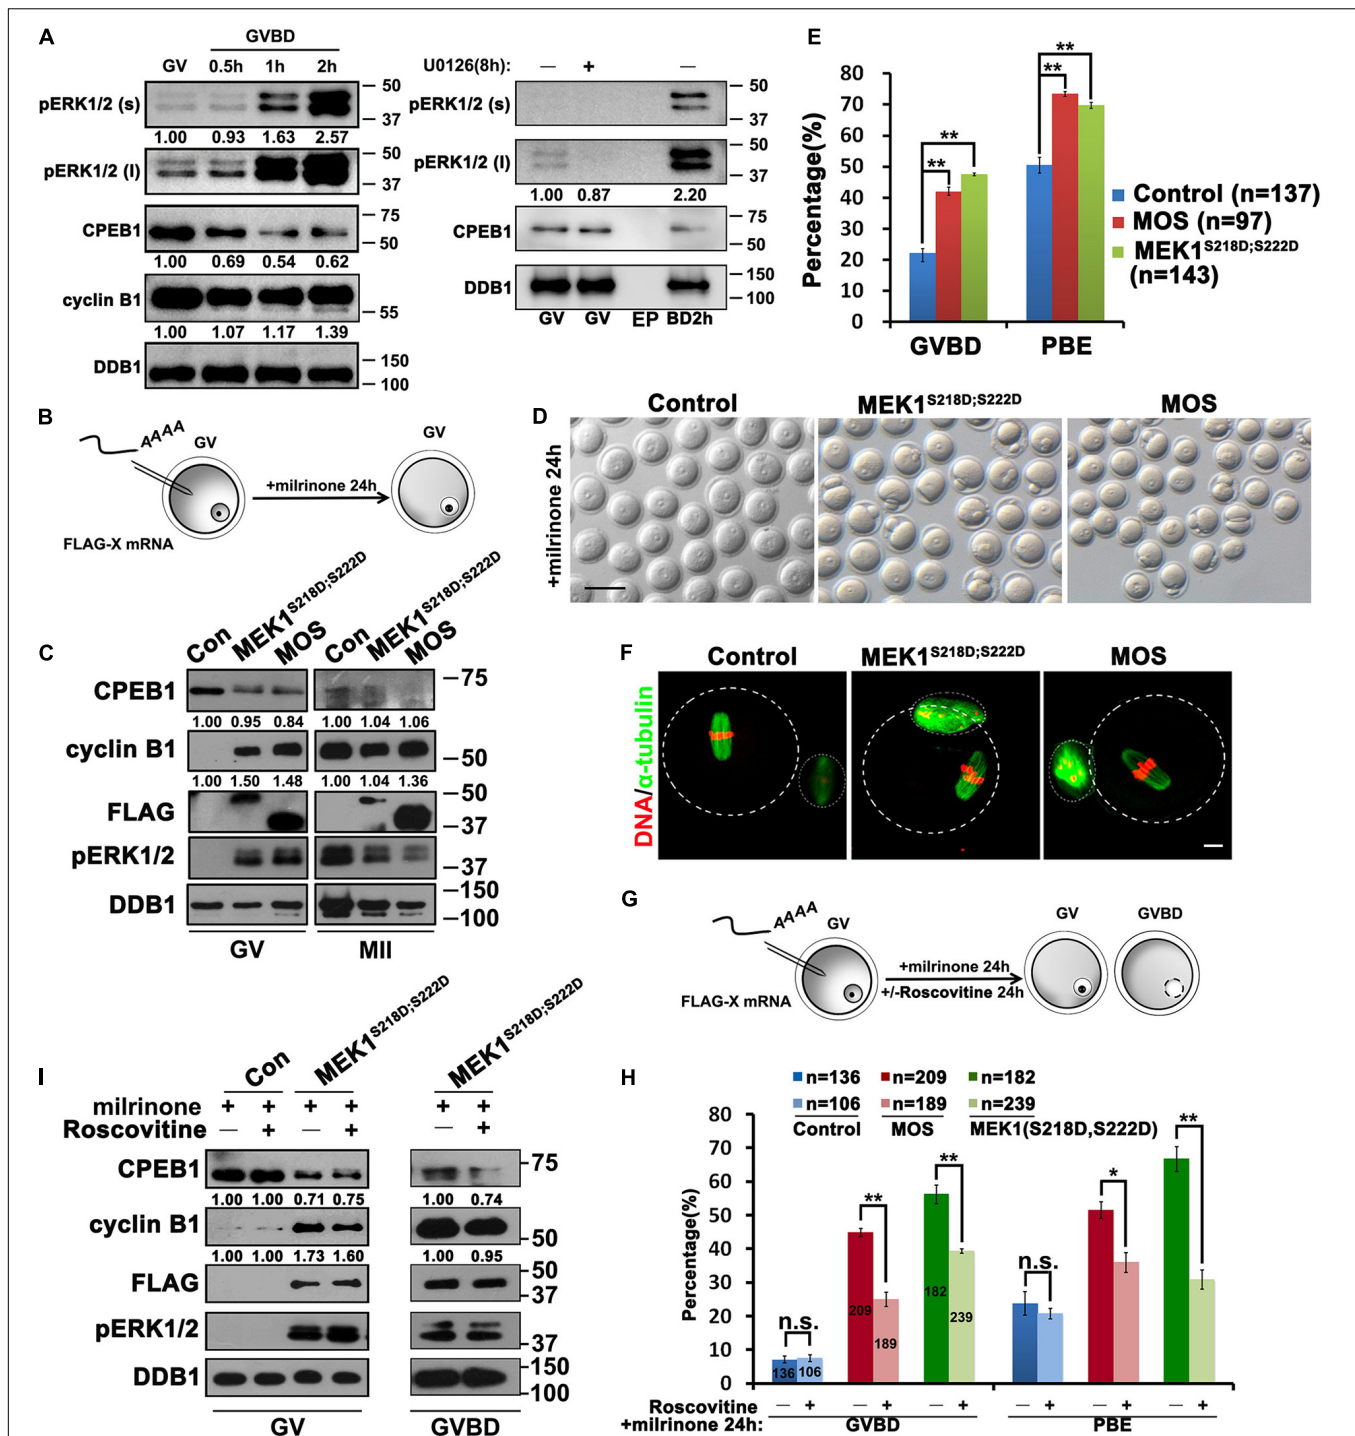 A
GVBD
GV 0.5h 1h 2h
pERK1/2 (s)
50
37
1.00 0.93 1.63 2.57
pERK1/2 (l)
50
37
CPEB1
75
50
1.00 0.69 0.54 0.62
cyclin B1
55
1.00 1.07 1.17 1.39
DDB1
150
100
U0126(8h): — + —
pERK1/2 (s)
50
37
pERK1/2 (l)
50
37
1.00 0.87 2.20
CPEB1
75
50
DDB1
150
100
GV GV EP BD2h
E
Percentage(%)
80
70
60
50
40
30
20
10
0
** ** ** **
GVBD PBE
Control (n=137)
MOS (n=97)
MEK1S218D;S222D
(n=143)
B
AAAA
GV
+milrinone 24h
GV
FLAG-X mRNA
D
Control MEK1S218D;S222D MOS
+milrinone 24h
C
Con MEK1S218D;S222D MOS Con MEK1S218D;S222D MOS
CPEB1
75
1.00 0.95 0.84 1.00 1.04 1.06
cyclin B1
50
1.00 1.50 1.48 1.00 1.04 1.36
FLAG
50
37
pERK1/2
37
DDB1
150
100
GV MII
F
Control MEK1S218D;S222D MOS
DNA/α-tubulin
G
AAAA
GV
+milrinone 24h
+/-Roscovitine 24h
GV GVBD
FLAG-X mRNA
I
Con MEK1S218D;S222D MEK1S218D;S222D
milrinone + + + + + +
Roscovitine — + — + — +
CPEB1
75
1.00 1.00 0.71 0.75 1.00 0.74
cyclin B1
50
1.00 1.00 1.73 1.60 1.00 0.95
FLAG
50
37
pERK1/2
37
DDB1
150
100
GV GVBD
H
n=136 n=209 n=182
n=106 n=189 n=239
Control MOS MEK1(S218D,S222D)
Percentage(%)
80
70
60
50
40
30
20
10
0
n.s. ** ** n.s. * **
136 106 209 189 182 239
Roscovitine — + — + — + — + — + — +
+milrinone 24h: GVBD PBE